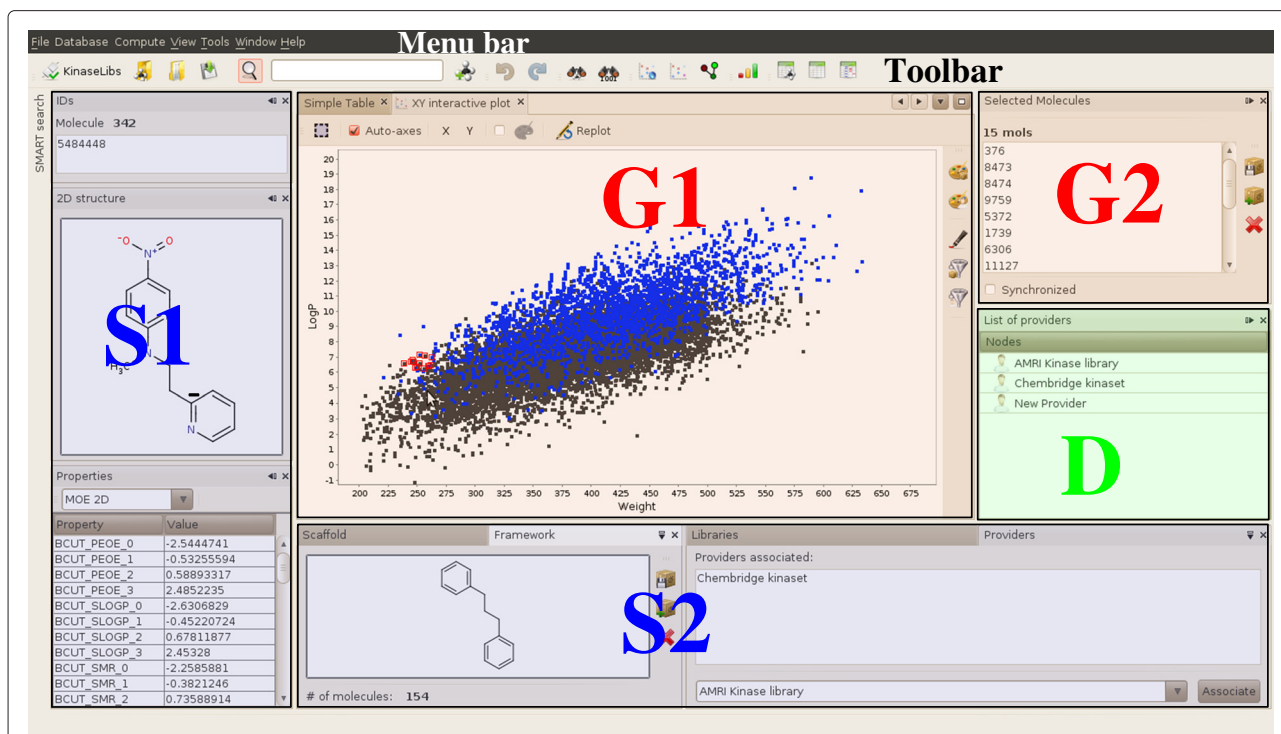 File Database Compute View Tools Window Help
Menu bar
KinaseLibs
Toolbar
SMART search
IDs
Molecule 342
5484448
2D structure
-O
N+
O
S1
N
H3C
N
Properties
MOE 2D
Property Value
BCUT_PEOE_0 -2.5444741
BCUT_PEOE_1 -0.53255594
BCUT_PEOE_2 0.58893317
BCUT_PEOE_3 2.4852235
BCUT_SLOGP_0 -2.6306829
BCUT_SLOGP_1 -0.45220724
BCUT_SLOGP_2 0.67811877
BCUT_SLOGP_3 2.45328
BCUT_SMR_0 -2.2585881
BCUT_SMR_1 -0.3821246
BCUT_SMR_2 0.73588914
Simple Table XY interactive plot
Auto-axes X Y Replot
G1
LogP
20
19
18
17
16
15
14
13
12
11
10
9
8
7
6
5
4
3
2
1
0
-1
200 225 250 275 300 325 350 375 400 425 450 475 500 525 550 575 600 625 650 675
Weight
Selected Molecules
15 mols
376
8473
8474
9759
5372
1739
6306
11127
G2
Synchronized
List of providers
Nodes
AMRI Kinase library
Chembridge kinaset
New Provider
D
Scaffold Framework
# of molecules: 154
S2
Libraries Providers
Providers associated:
Chembridge kinaset
AMRI Kinase library Associate